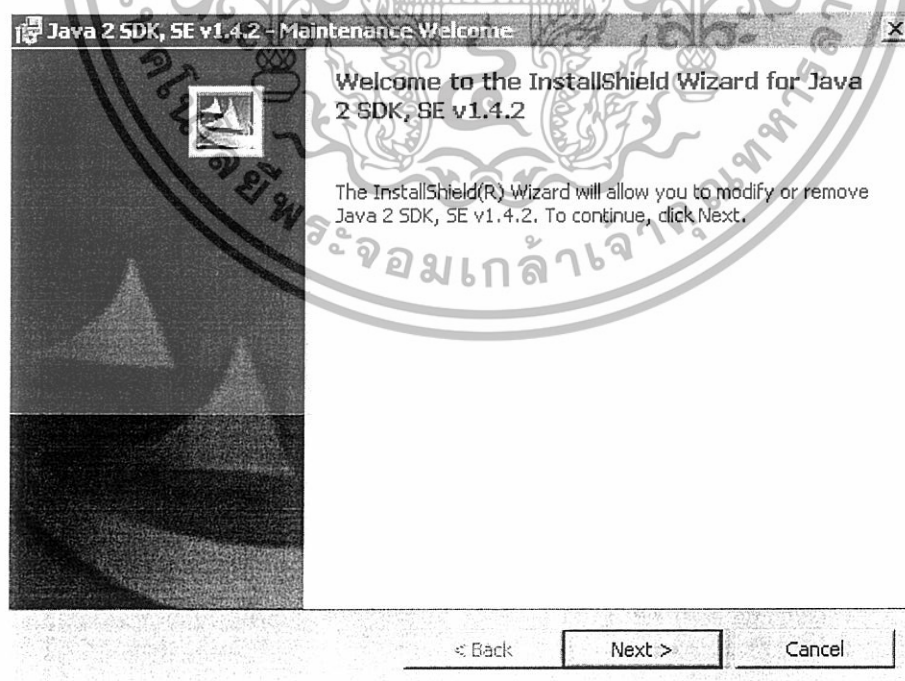 Java 2 SDK, SE v1.4.2 - Maintenance Welcome
Welcome to the InstallShield Wizard for Java
2 SDK, SE v1.4.2
The InstallShield(R) Wizard will allow you to modify or remove
Java 2 SDK, SE v1.4.2. To continue, click Next.
< Back
Next >
Cancel